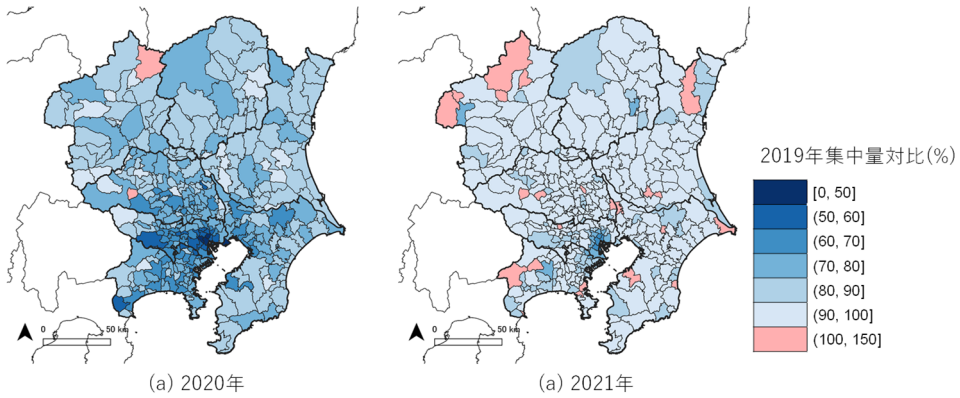 2019年集中量対比(%)
[0, 50]
(50, 60]
(60, 70]
(70, 80]
(80, 90]
(90, 100]
(100, 150]
0 50 km
0 50 km
(a) 2020年
(a) 2021年